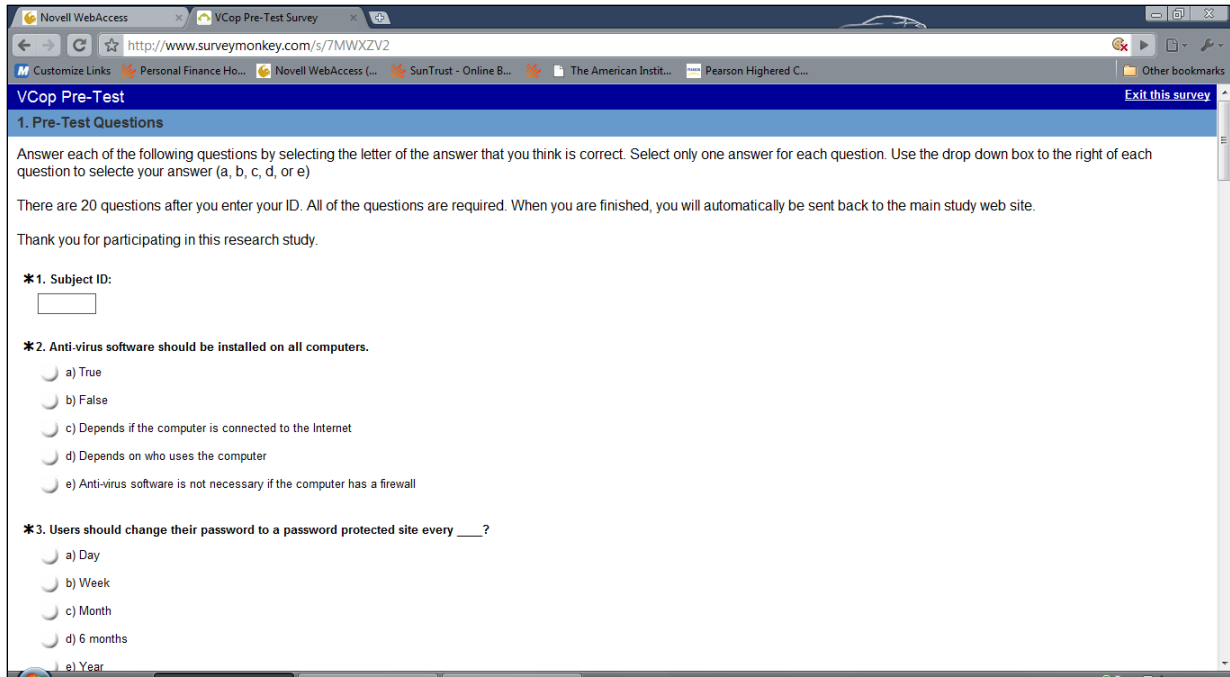 Novell WebAccess
VCop Pre-Test Survey
http://www.surveymonkey.com/s/7MWXZV2
Customize Links Personal Finance Ho... Novell WebAccess (... SunTrust - Online B... The American Instit... Pearson Highered C... Other bookmarks
VCop Pre-Test Exit this survey
1. Pre-Test Questions
Answer each of the following questions by selecting the letter of the answer that you think is correct. Select only one answer for each question. Use the drop down box to the right of each
question to selecte your answer (a, b, c, d, or e)
There are 20 questions after you enter your ID. All of the questions are required. When you are finished, you will automatically be sent back to the main study web site.
Thank you for participating in this research study.
*1. Subject ID:
*2. Anti-virus software should be installed on all computers.
a) True
b) False
c) Depends if the computer is connected to the Internet
d) Depends on who uses the computer
e) Anti-virus software is not necessary if the computer has a firewall
*3. Users should change their password to a password protected site every ____?
a) Day
b) Week
c) Month
d) 6 months
e) Year